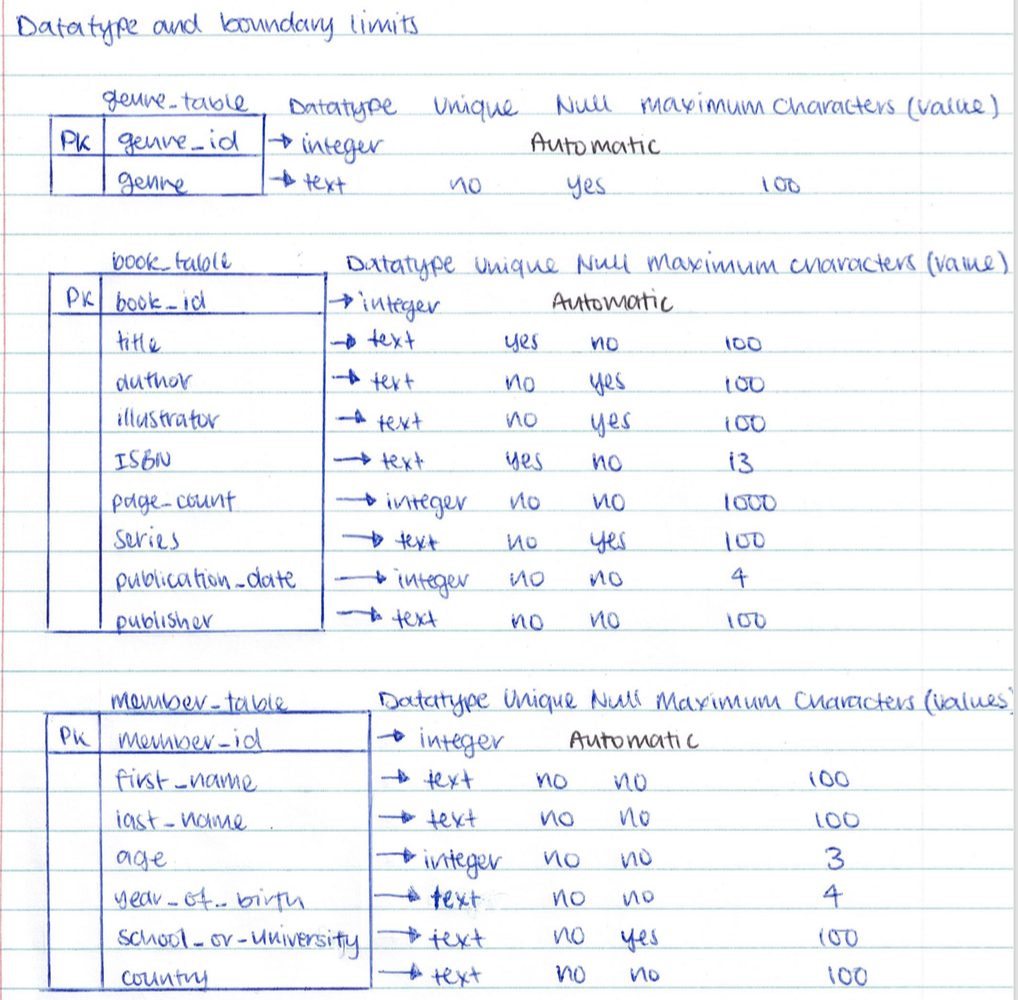 Datatype and boundary limits
genre_table Datatype Unique Null Maximum Characters (value)
PK genre_id → integer Automatic
genre → text no yes 100
book_table Datatype Unique Null Maximum characters (value)
PK book_id → integer Automatic
title → text yes no 100
author → text no yes 100
illustrator → text no yes 100
ISBN → text yes no 13
page_count → integer no no 1000
series → text no yes 100
publication_date → integer no no 4
publisher → text no no 100
member_table Datatype Unique Null Maximum Characters (values)
PK member_id → integer Automatic
first_name → text no no 100
last_name → text no no 100
age → integer no no 3
year_of_birth → text no no 4
school_or_university → text no yes 100
country → text no no 100